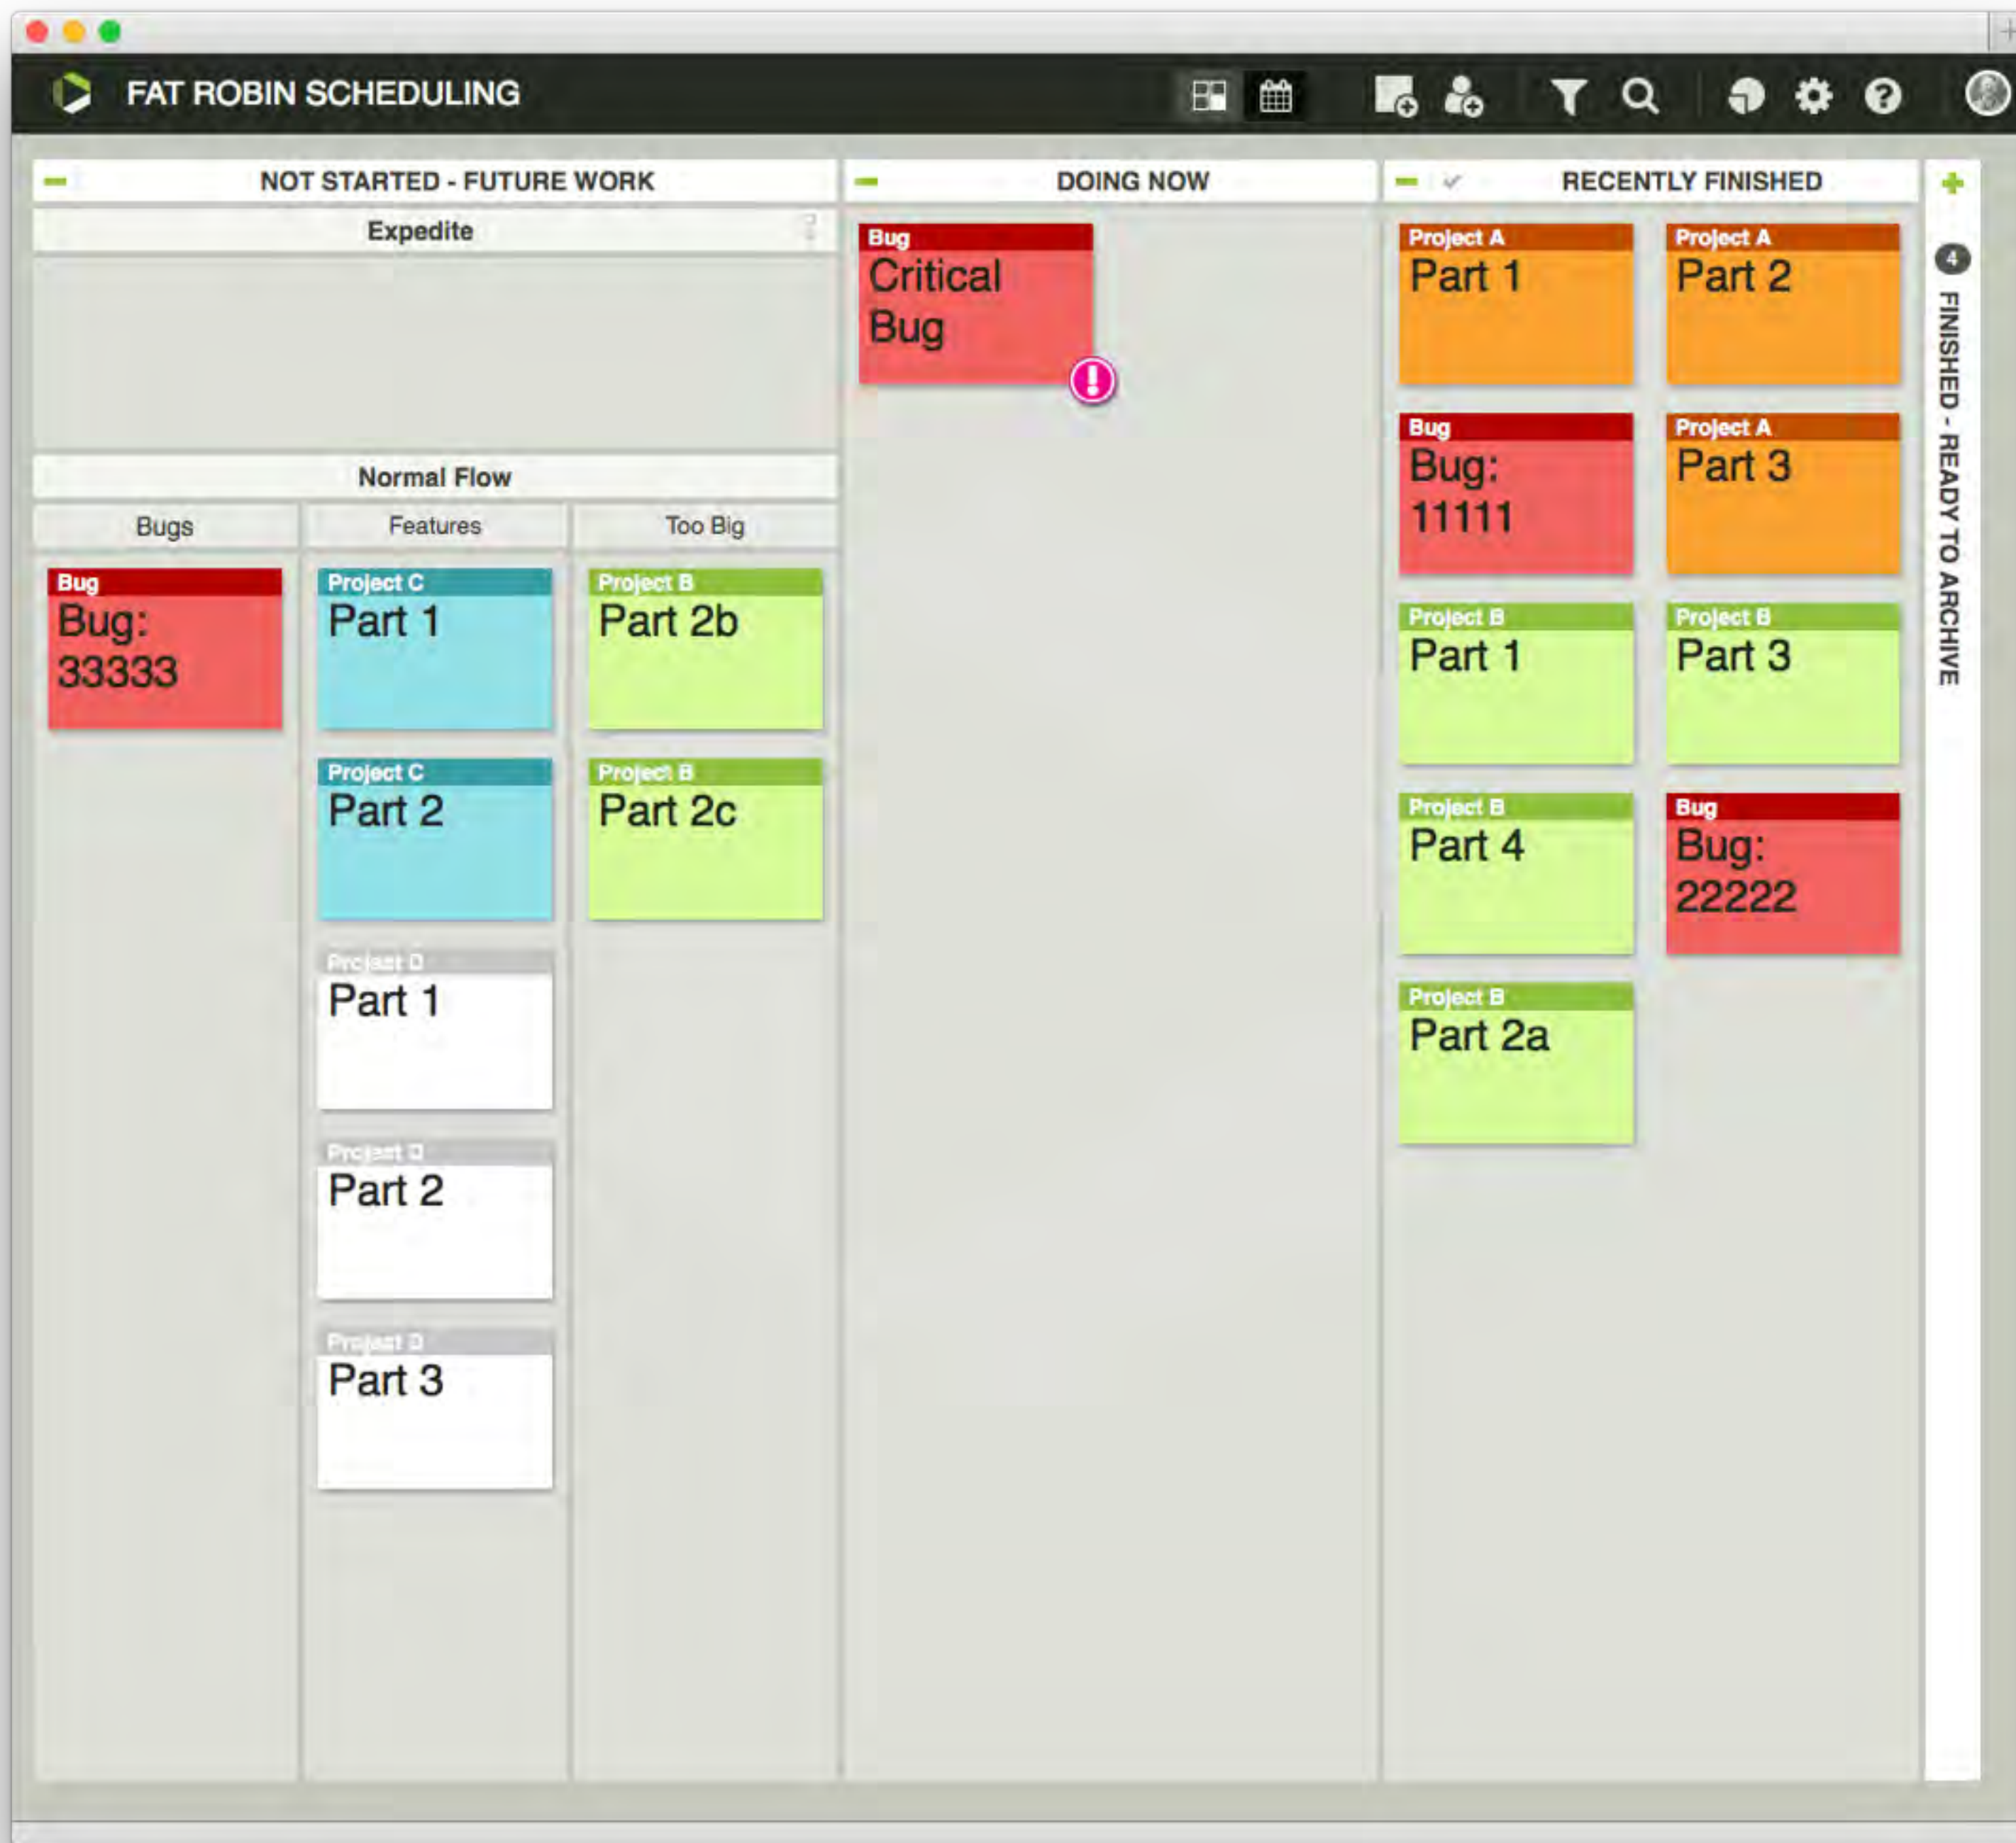 FAT ROBIN SCHEDULING
NOT STARTED - FUTURE WORK
Expedite
Normal Flow
Bugs
Features
Too Big
Bug
Bug:
33333
Project C
Part 1
Project C
Part 2
Project D
Part 1
Project D
Part 2
Project D
Part 3
Project B
Part 2b
Project B
Part 2c
DOING NOW
Bug
Critical
Bug
!
RECENTLY FINISHED
Project A
Part 1
Project A
Part 2
Bug
Bug:
11111
Project A
Part 3
Project B
Part 1
Project B
Part 3
Project B
Part 4
Bug
Bug:
22222
Project B
Part 2a
4
FINISHED - READY TO ARCHIVE